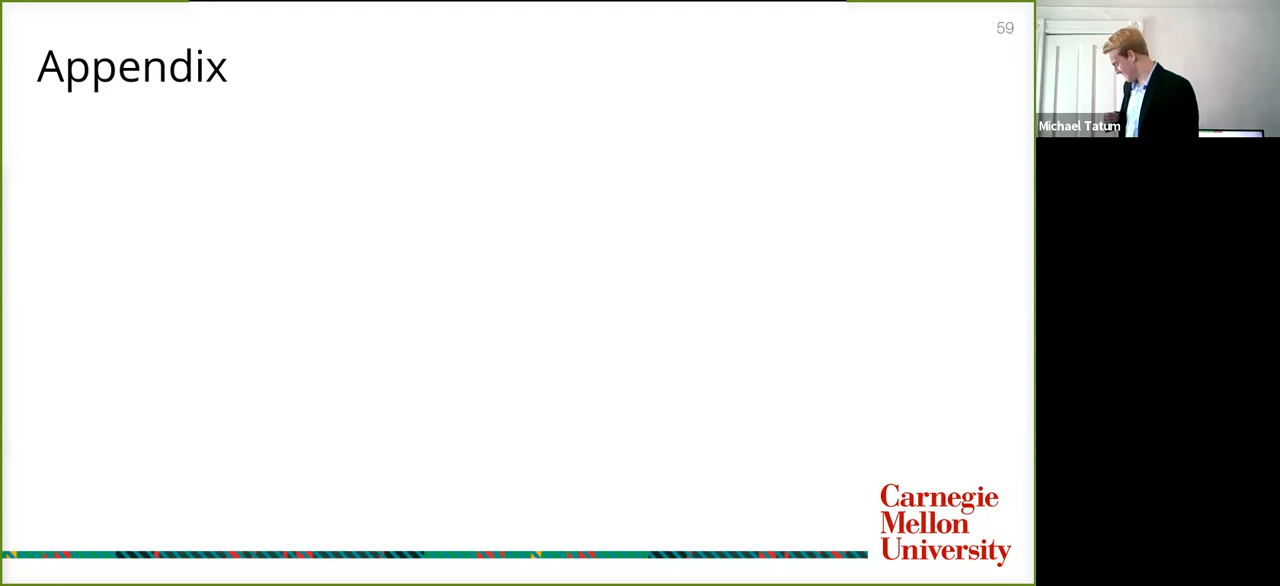 59
Appendix
Michael Tatum
Carnegie
Mellon
University